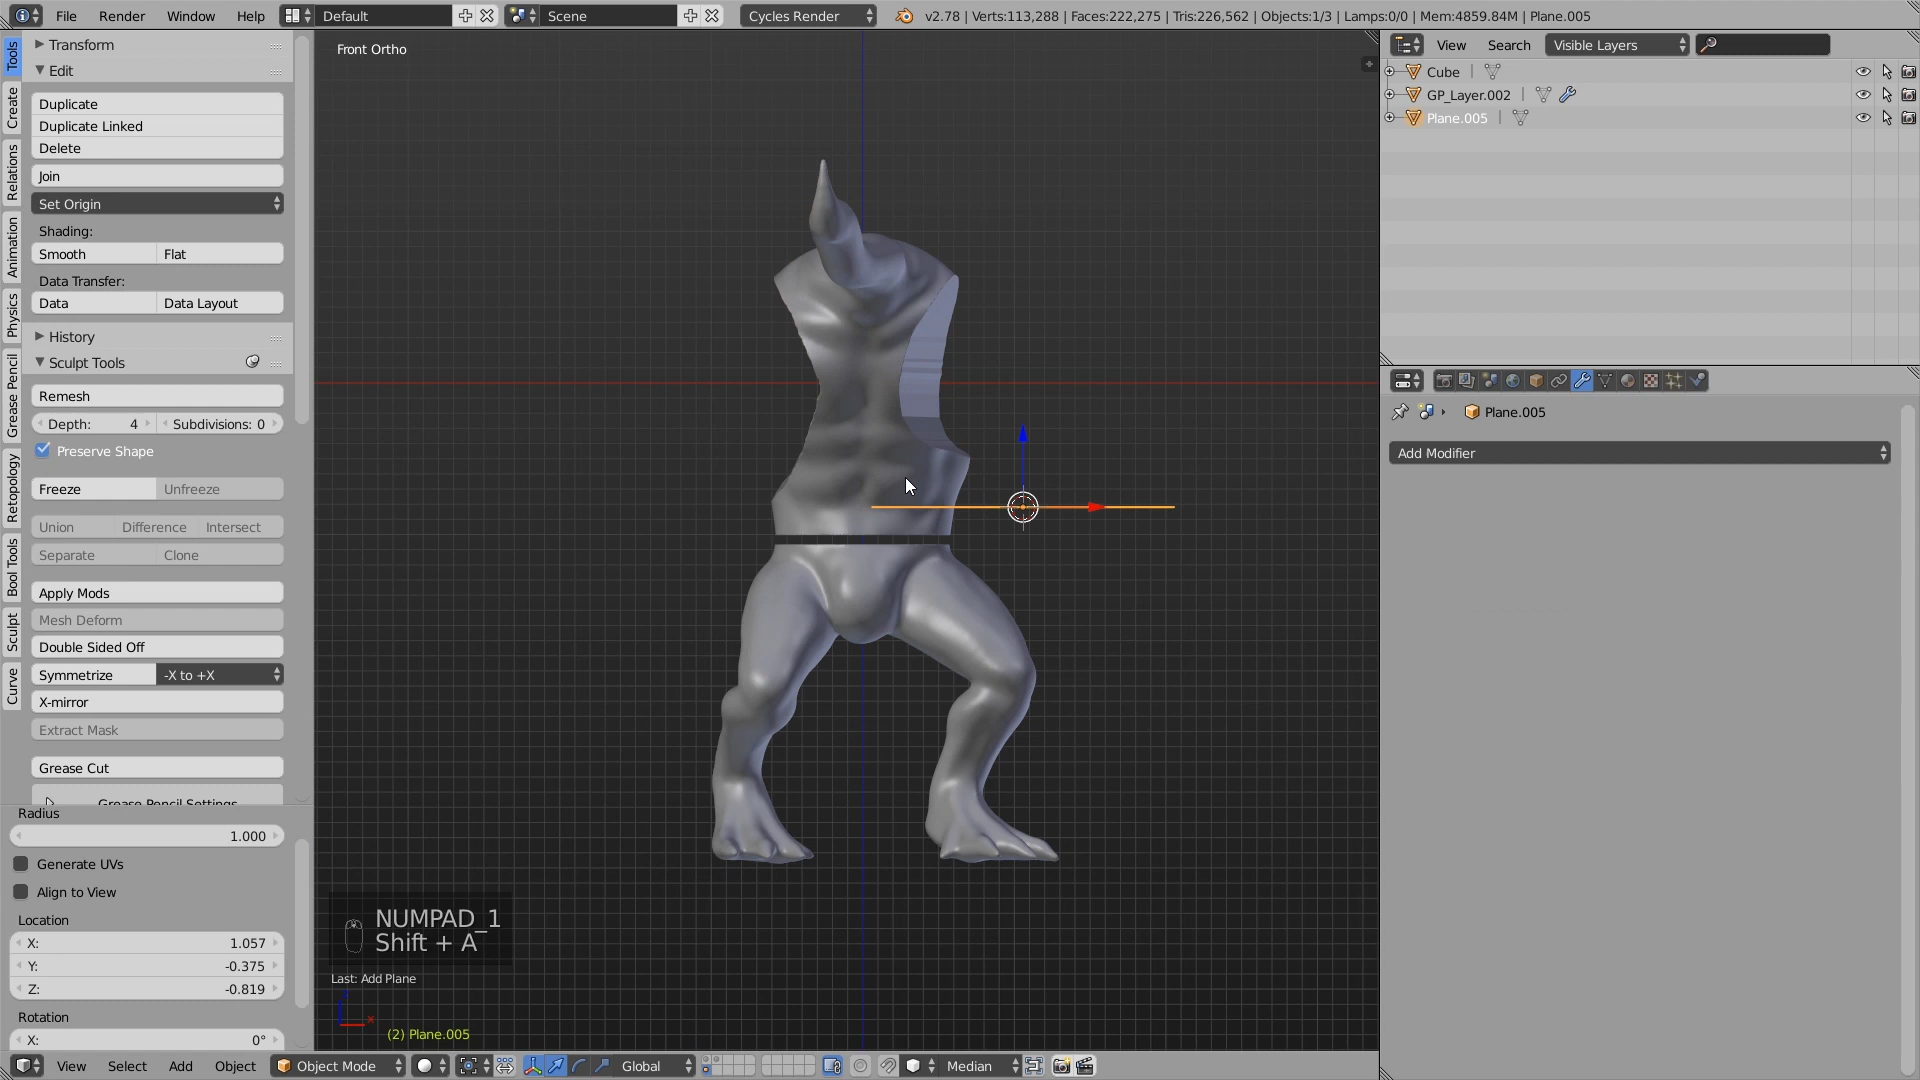 File Render Window Help Default Scene Cycles Render v2.78 | Verts:113,288 | Faces:222,275 | Tris:226,562 | Objects:1/3 | Lamps:0/0 | Mem:4859.84M | Plane.005
Tools
Create
Relations
Animation
Physics
Grease Pencil
Retopology
Bool Tools
Sculpt
Curve
Transform
Edit
Duplicate
Duplicate Linked
Delete
Join
Set Origin
Shading:
Smooth Flat
Data Transfer:
Data Data Layout
History
Sculpt Tools
Remesh
Depth: 4 Subdivisions: 0
Preserve Shape
Freeze Unfreeze
Union Difference Intersect
Separate Clone
Apply Mods
Mesh Deform
Double Sided Off
Symmetrize -X to +X
X-mirror
Extract Mask
Grease Cut
Grease Pencil Settings
Radius
1.000
Generate UVs
Align to View
Location
X: 1.057
Y: -0.375
Z: -0.819
Rotation
X: 0°
Front Ortho
NUMPAD_1
Shift + A
Last: Add Plane
x
(2) Plane.005
View Select Add Object Object Mode Global Median
View Search Visible Layers
Cube
GP_Layer.002
Plane.005
Plane.005
Add Modifier